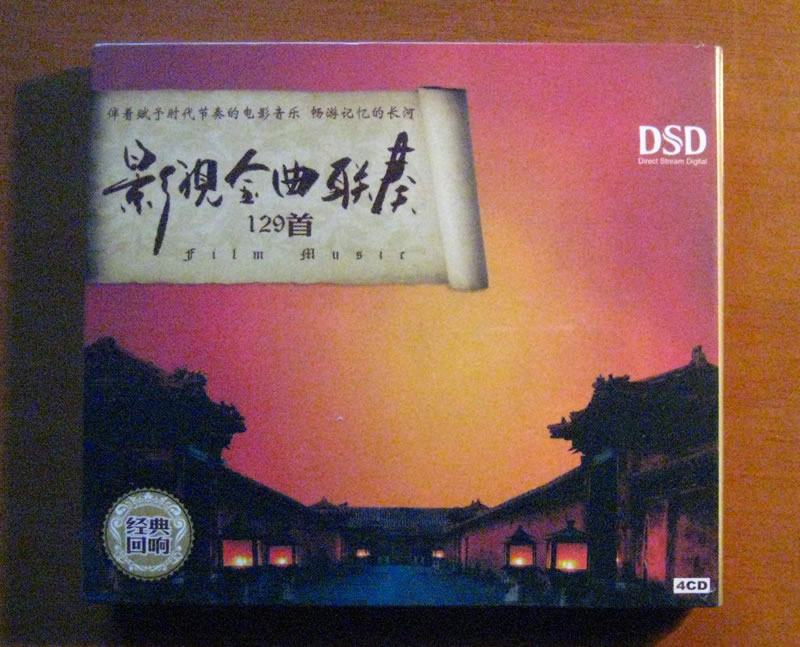 伴着赋予时代节奏的电影音乐 畅游记忆的长河
影視金曲联奏
129首
Film Music
DSD
Direct Stream Digital
经典
回响
4CD